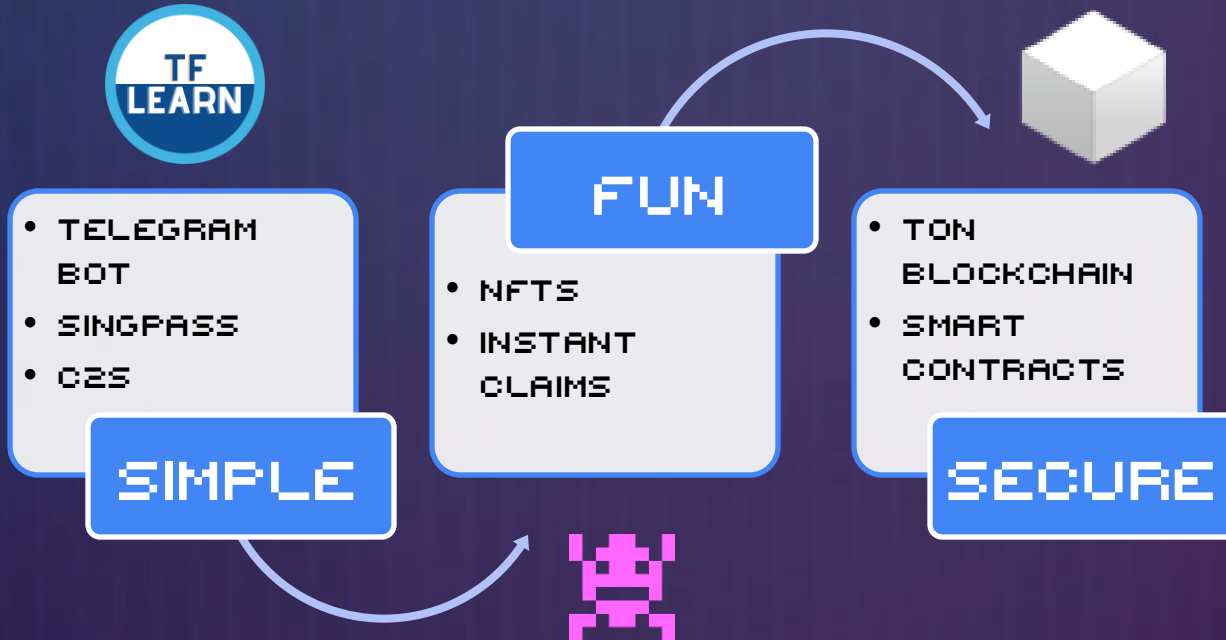 TF
LEARN
• TELEGRAM
BOT
• SINGPASS
• C2S
SIMPLE
FUN
• NFTS
• INSTANT
CLAIMS
• TON
BLOCKCHAIN
• SMART
CONTRACTS
SECURE